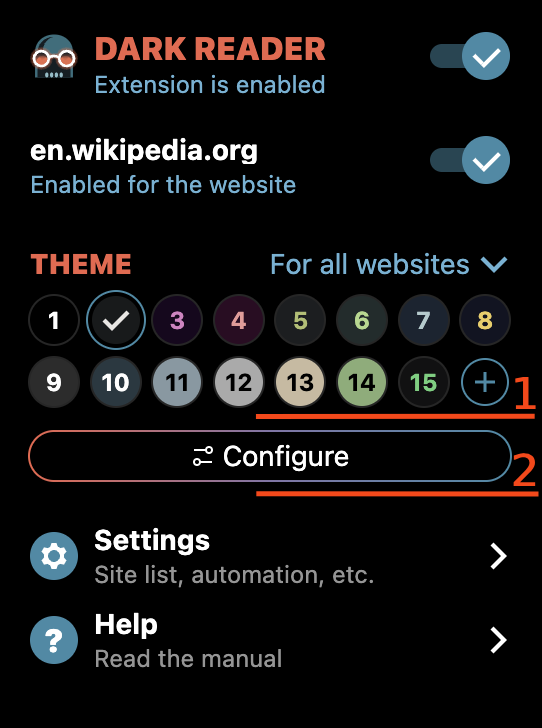 DARK READER
Extension is enabled
en.wikipedia.org
Enabled for the website
THEME For all websites
1 3 4 5 6 7 8
9 10 11 12 13 14 15 +
1
Configure
2
Settings
Site list, automation, etc.
? Help
Read the manual